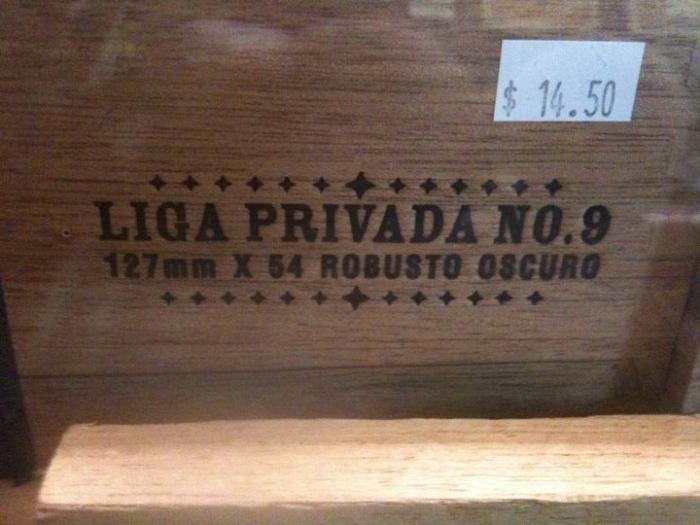 $ 14.50
LIGA PRIVADA NO.9
127mm X 54 ROBUSTO OSCURO